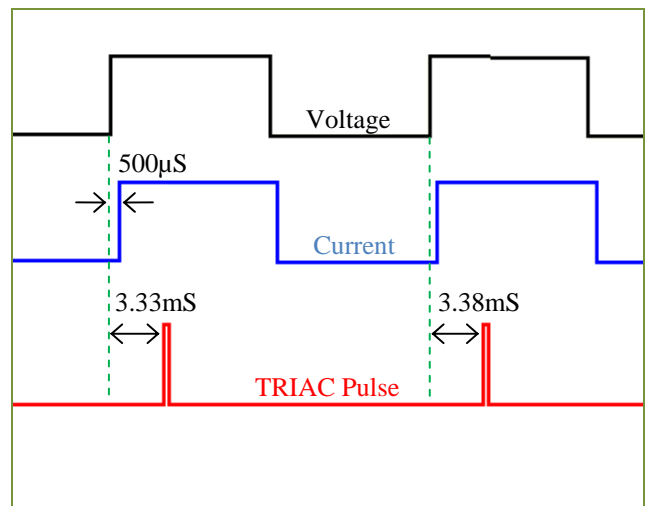 Voltage
500µS
Current
3.33mS
3.38mS
TRIAC Pulse